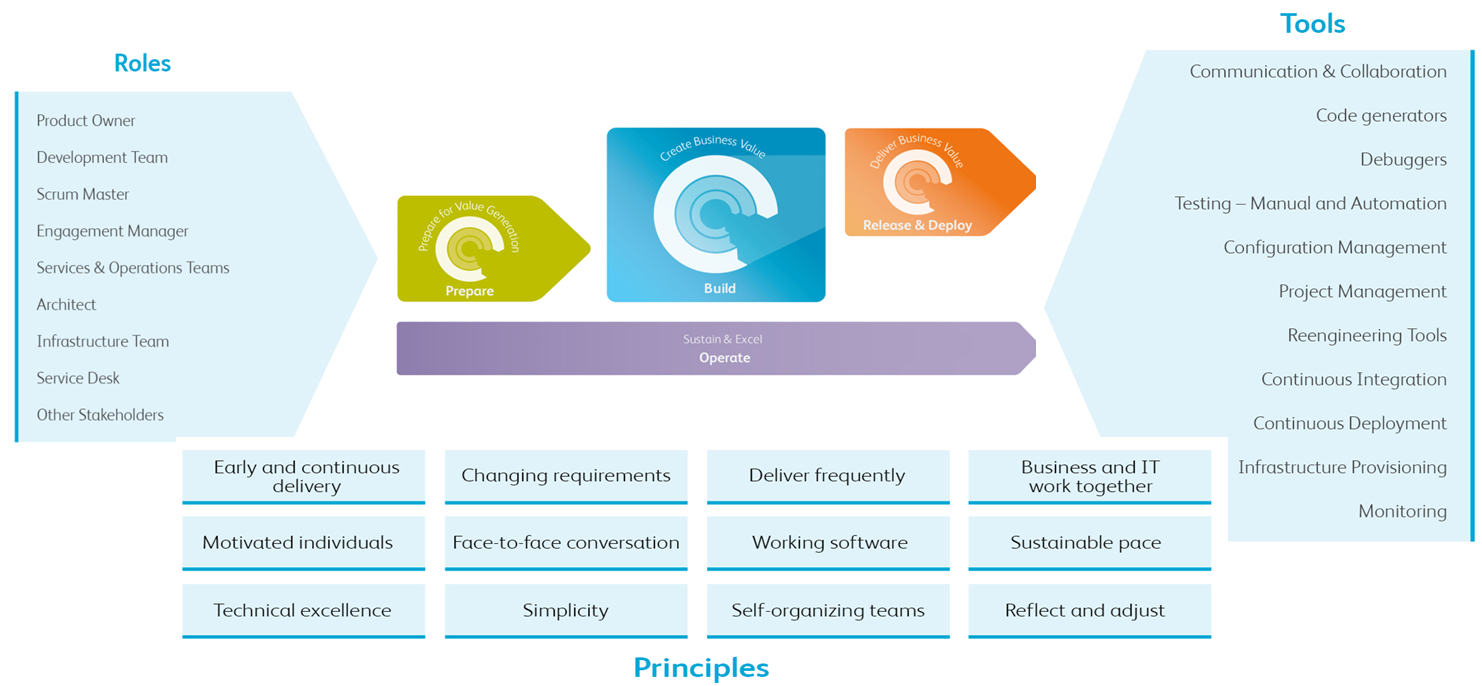 Tools
Roles
Product Owner
Development Team
Scrum Master
Engagement Manager
Services & Operations Teams
Architect
Infrastructure Team
Service Desk
Other Stakeholders
Prepare for Value Generation
Prepare
Create Business Value
Build
Deliver Business Value
Release & Deploy
Sustain & Excel
Operate
Communication & Collaboration
Code generators
Debuggers
Testing – Manual and Automation
Configuration Management
Project Management
Reengineering Tools
Continuous Integration
Continuous Deployment
Infrastructure Provisioning
Monitoring
Early and continuous
delivery
Changing requirements
Deliver frequently
Business and IT
work together
Motivated individuals
Face-to-face conversation
Working software
Sustainable pace
Technical excellence
Simplicity
Self-organizing teams
Reflect and adjust
Principles